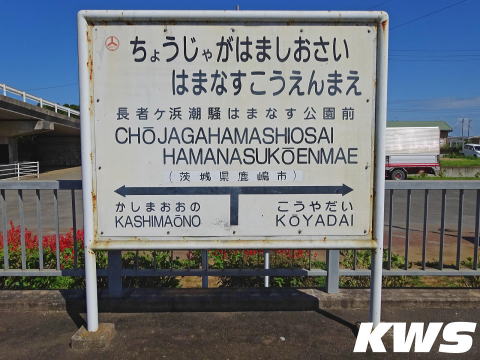 ちょうじゃがはましおさい
はまなすこうえんまえ
長者ヶ浜潮騒はまなす公園前
CHŌJAGAHAMASHIOSAI
HAMANASUKŌENMAE
(茨城県鹿嶋市)
かしまおおの こうやだい
KASHIMAŌNO KŌYADAI
KWS